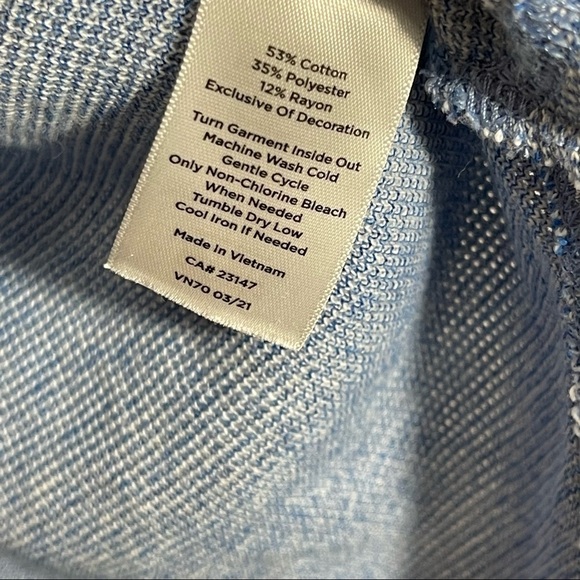 53% Cotton
35% Polyester
12% Rayon
Exclusive Of Decoration
Turn Garment Inside Out
Machine Wash Cold
Gentle Cycle
Only Non-Chlorine Bleach
When Needed
Tumble Dry Low
Cool Iron If Needed
Made in Vietnam
CA# 23147
VN70 03/21